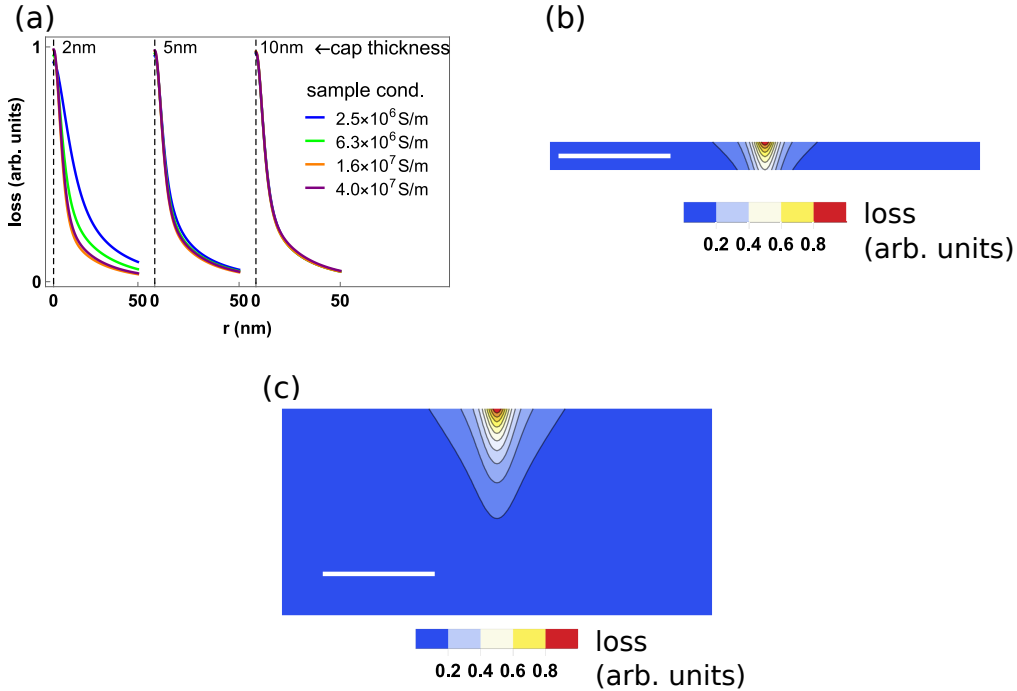 (a)
2nm
5nm
10nm ←cap thickness
sample cond.
2.5×10⁶S/m
6.3×10⁶S/m
1.6×10⁷S/m
4.0×10⁷S/m
loss (arb. units)
1
0
0
50
0
50
0
50
r (nm)
(b)
0.2 0.4 0.6 0.8
loss
(arb. units)
(c)
0.2 0.4 0.6 0.8
loss
(arb. units)